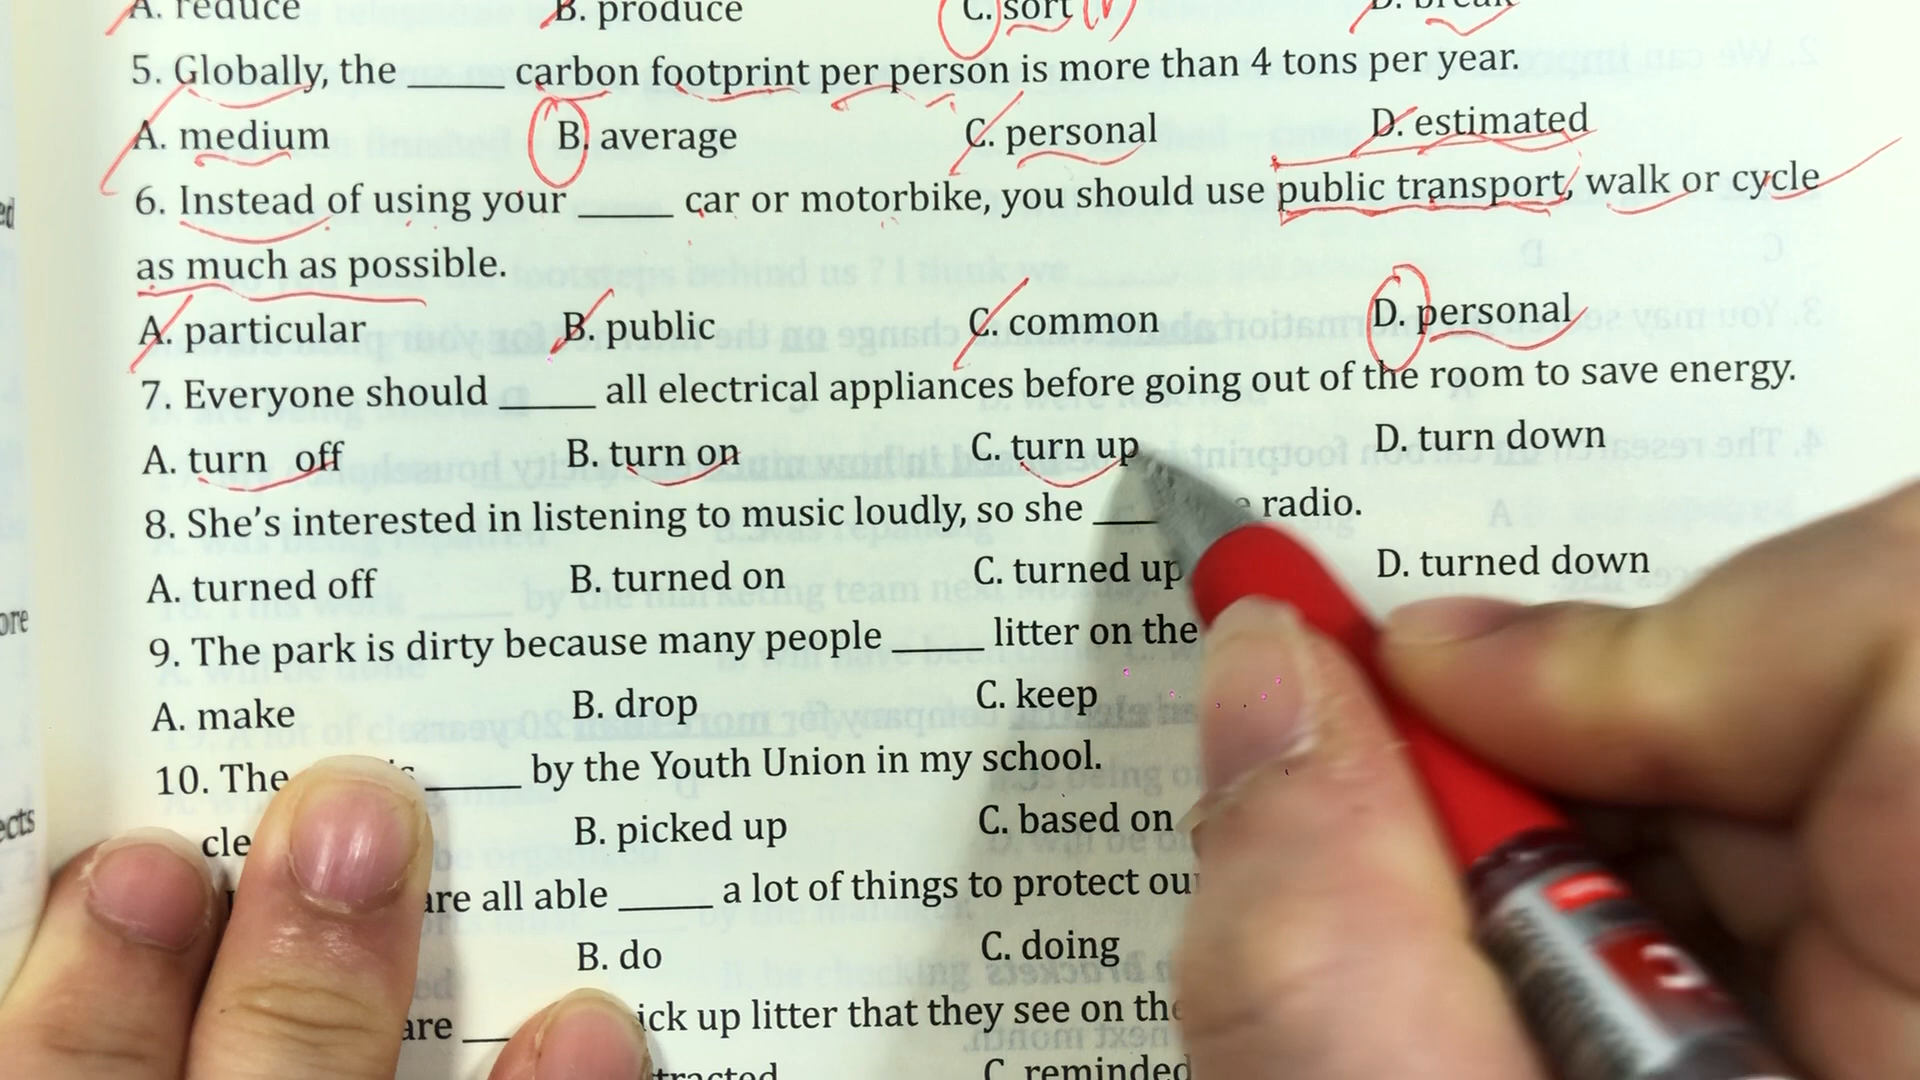 A. reduce B. produce C. sort (v) D. break
5. Globally, the _____ carbon footprint per person is more than 4 tons per year.
A. medium B. average C. personal D. estimated
6. Instead of using your _____ car or motorbike, you should use public transport, walk or cycle
as much as possible.
A. particular B. public C. common D. personal
7. Everyone should _____ all electrical appliances before going out of the room to save energy.
A. turn off B. turn on C. turn up D. turn down
8. She's interested in listening to music loudly, so she ___ radio.
A. turned off B. turned on C. turned up D. turned down
9. The park is dirty because many people _____ litter on the
A. make B. drop C. keep
10. The _____ by the Youth Union in my school.
B. picked up C. based on
are all able _____ a lot of things to protect
B. do C. doing
are __ up litter that they see on the
C. reminded